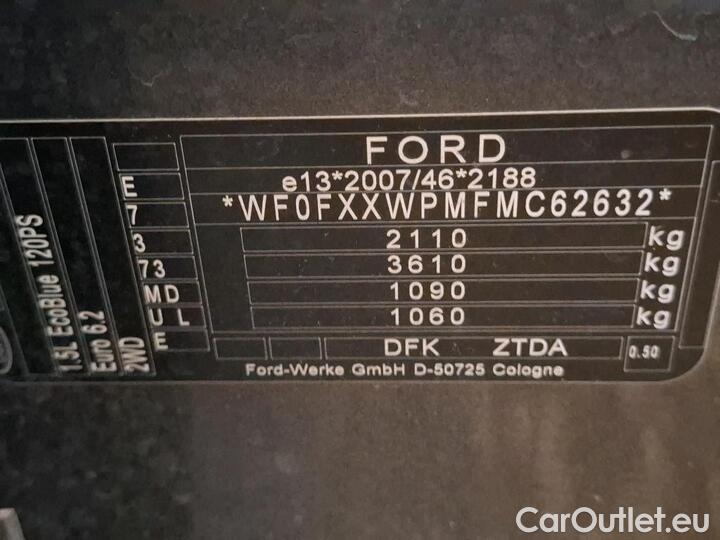 FORD
e13*2007/46*2188
*WF0FXXWPMFMC62632*
2110 kg
3610 kg
1090 kg
1060 kg
DFK ZTDA 0.50
Ford-Werke GmbH D-50725 Cologne
E
7
3
73
MD
U L
E
1.5L EcoBlue 120PS
Euro 6.2
2WD
CarOutlet.eu